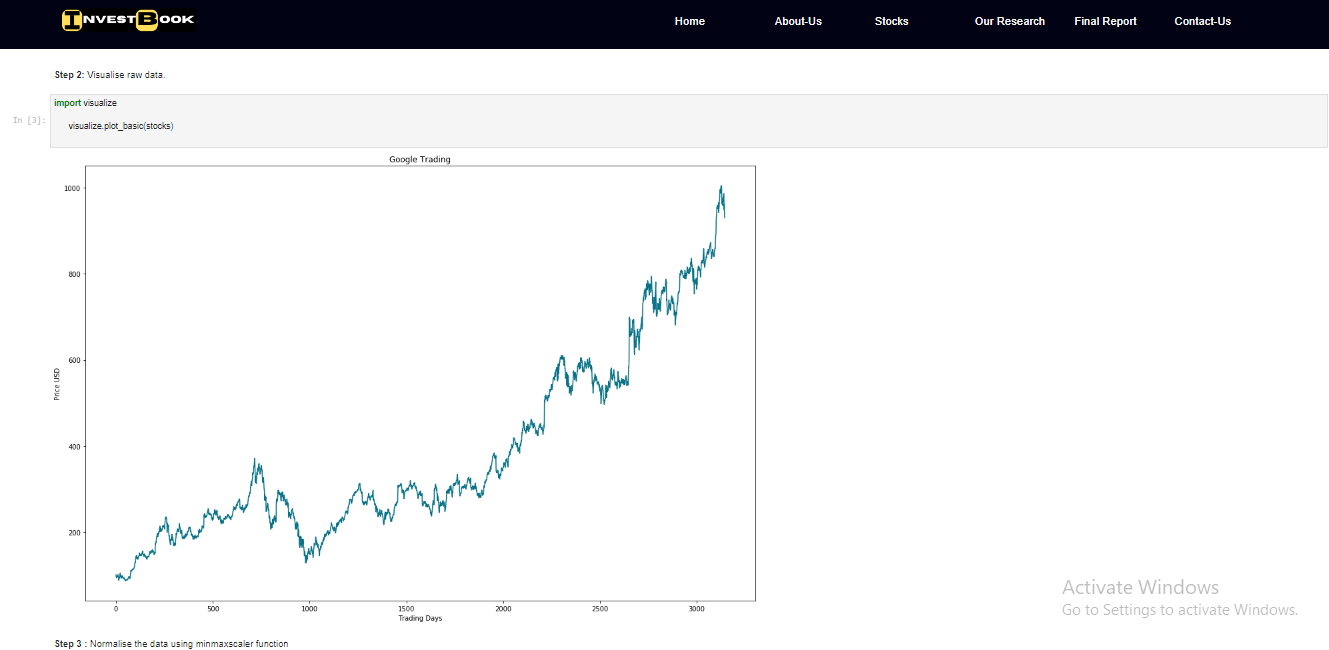 INVESTBOOK
Home About-Us Stocks Our Research Final Report Contact-Us
Step 2: Visualise raw data.
In [3]:
import visualize
visualize.plot_basic(stocks)
Google Trading
1000
800
600
400
200
Price USD
0 500 1000 1500 2000 2500 3000
Trading Days
Activate Windows
Go to Settings to activate Windows.
Step 3 : Normalise the data using minmaxscaler function